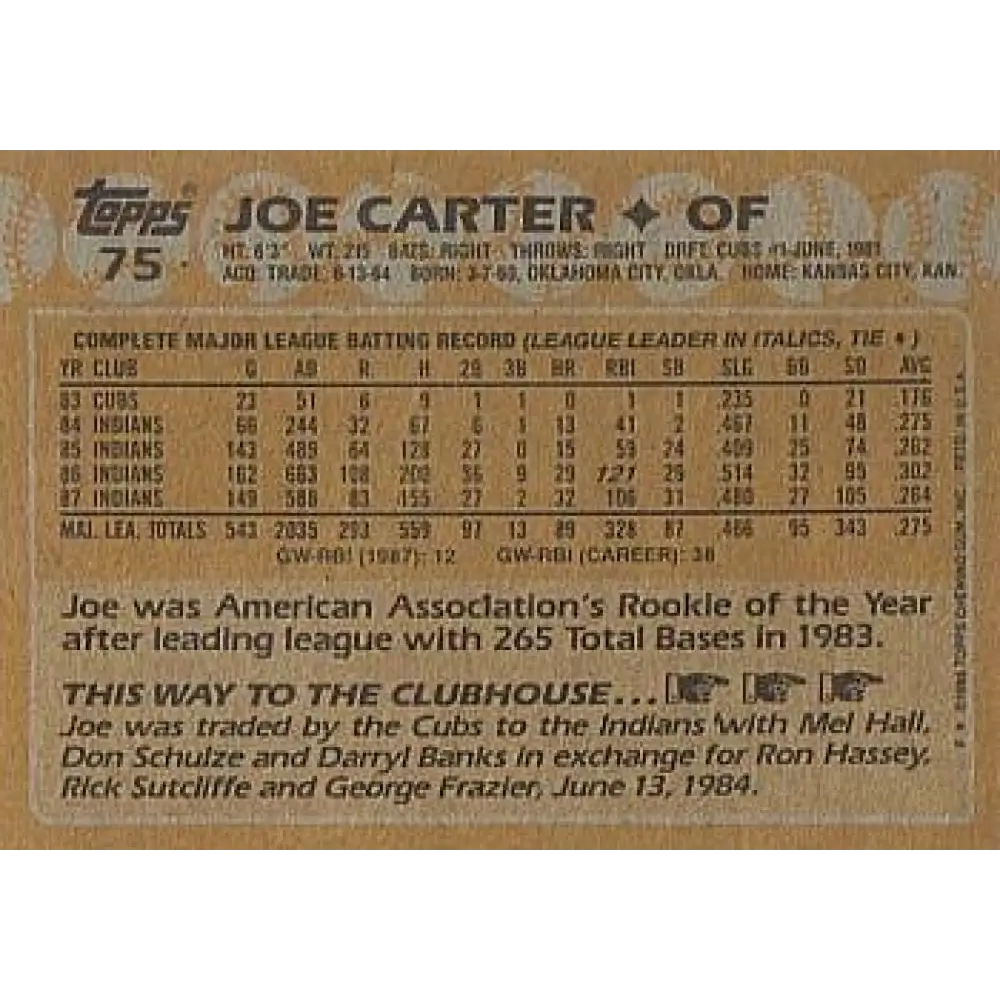 topps
75
JOE CARTER ✦ OF
HT: 6'3" WT: 215 BATS: RIGHT THROWS: RIGHT DRFT: CUBS #1-JUNE, 1981
ACQ: TRADE, 6-13-84 BORN: 3-7-60, OKLAHOMA CITY, OKLA. HOME: KANSAS CITY, KAN.
COMPLETE MAJOR LEAGUE BATTING RECORD (LEAGUE LEADER IN ITALICS, TIE ♦)
YR CLUB G AB R H 2B 3B HR RBI SB SLG BB SO AVG
83 CUBS 23 51 6 9 1 1 0 1 1 .235 0 21 .176
84 INDIANS 66 244 32 67 6 1 13 41 2 .467 11 48 .275
85 INDIANS 143 489 64 128 27 0 15 59 24 .409 25 74 .262
86 INDIANS 162 663 108 200 36 9 29 121 29 .514 32 95 .302
87 INDIANS 149 588 83 155 27 2 32 106 31 .480 27 105 .264
MAJ. LEA. TOTALS 543 2035 293 559 97 13 89 328 87 .466 95 343 .275
GW-RBI (1987): 12 GW-RBI (CAREER): 38
Joe was American Association's Rookie of the Year
after leading league with 265 Total Bases in 1983.
THIS WAY TO THE CLUBHOUSE...
Joe was traded by the Cubs to the Indians with Mel Hall,
Don Schulze and Darryl Banks in exchange for Ron Hassey,
Rick Sutcliffe and George Frazier, June 13, 1984.
TOPPS CHEWING GUM, INC. PRTD. IN U.S.A.